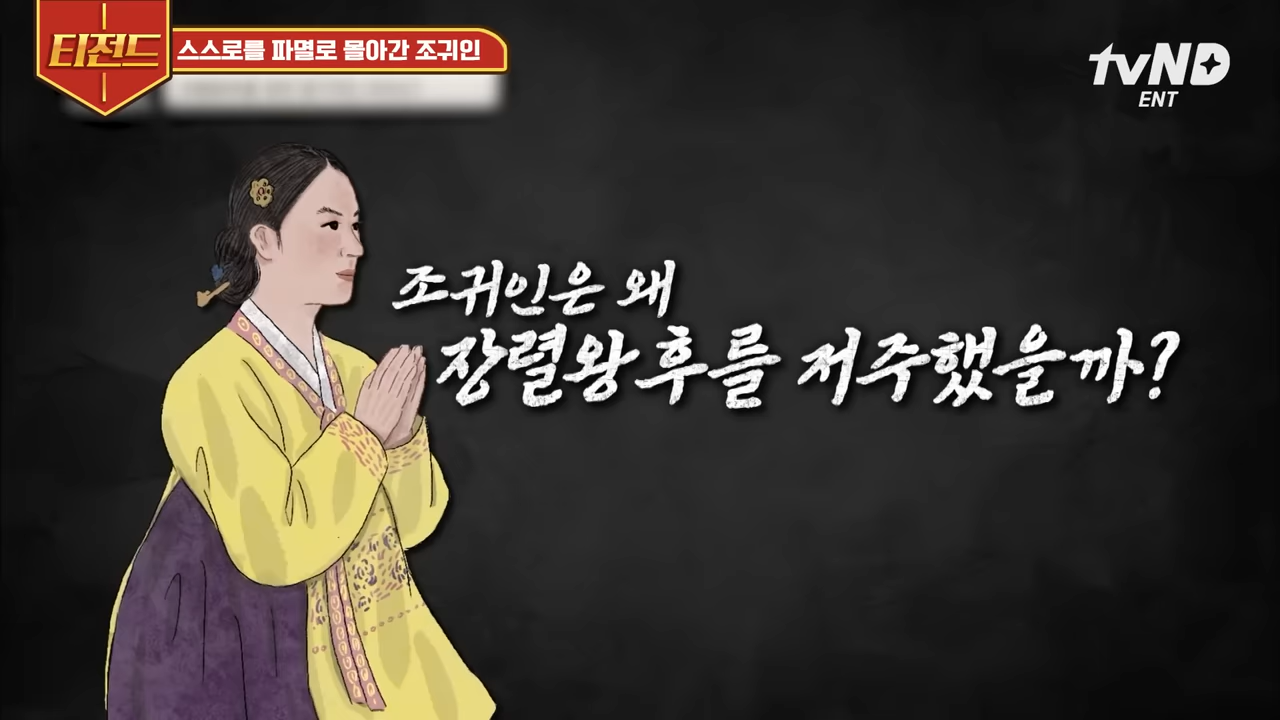 티전드
스스로를 파멸로 몰아간 조귀인
tvND
ENT
조귀인은 왜
장렬왕후를 저주했을까?